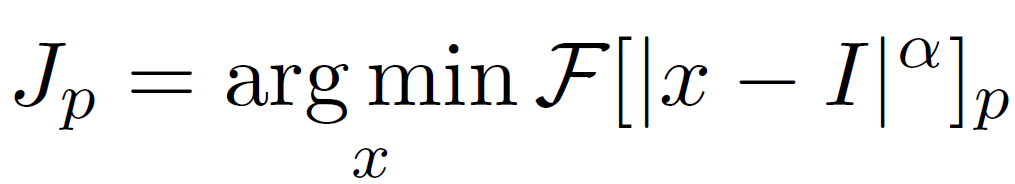 J_p = \arg\min_x \mathcal{F}[|x - I|^\alpha]_p